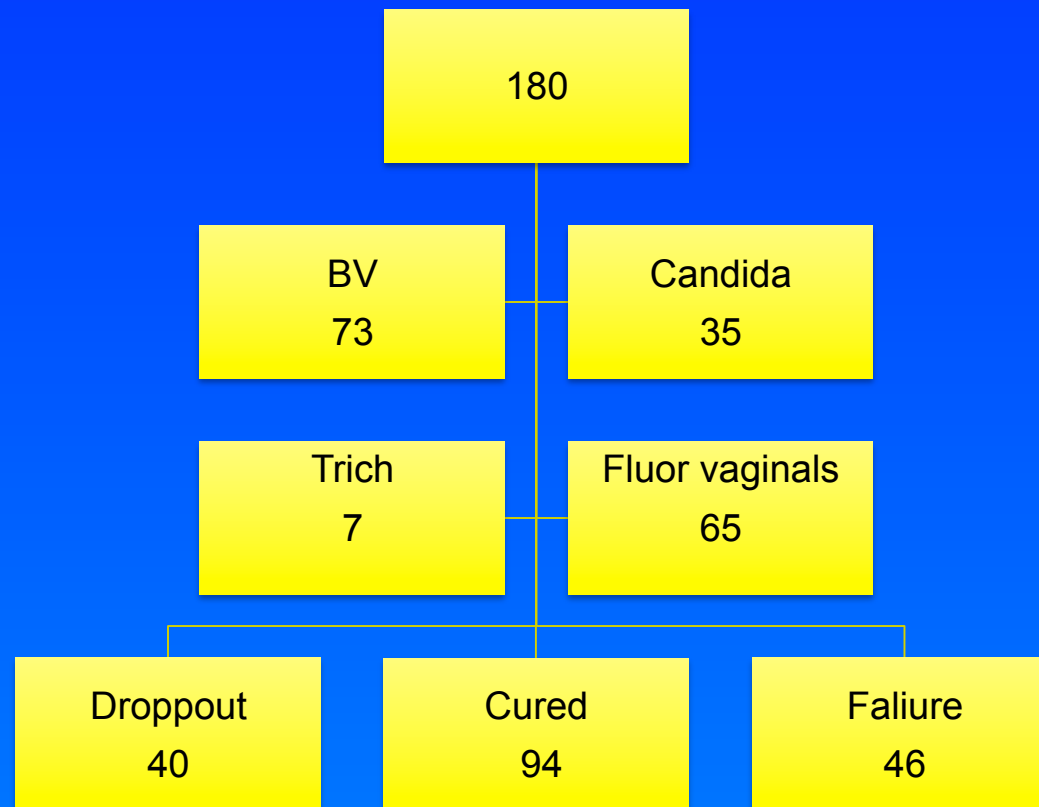 180
BV
73
Candida
35
Trich
7
Fluor vaginals
65
Droppout
40
Cured
94
Faliure
46